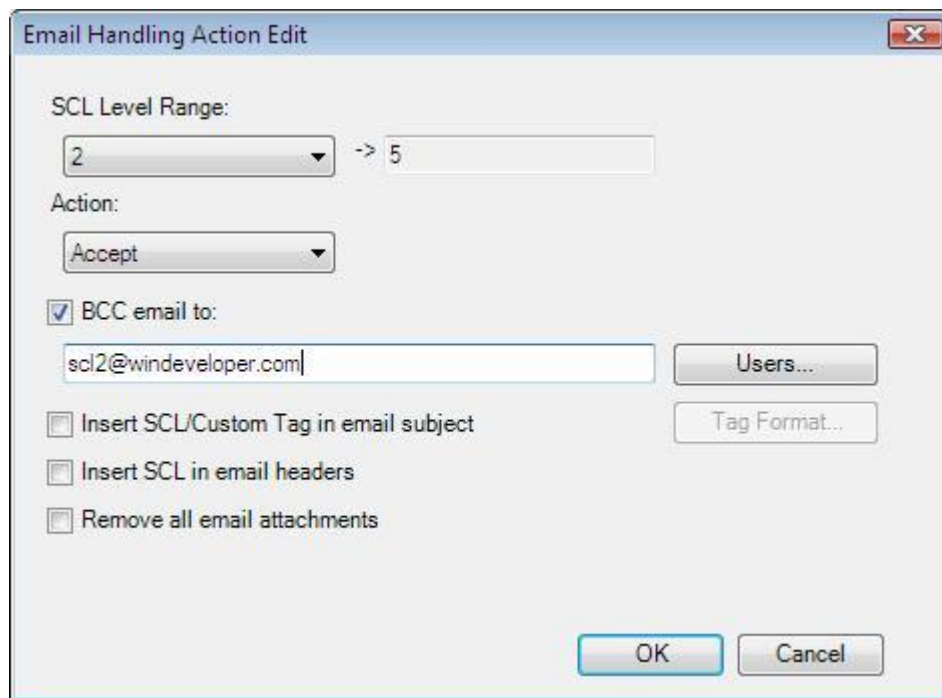 Email Handling Action Edit
SCL Level Range:
2 -> 5
Action:
Accept
BCC email to:
scl2@windeveloper.com Users...
Insert SCL/Custom Tag in email subject Tag Format...
Insert SCL in email headers
Remove all email attachments
OK Cancel